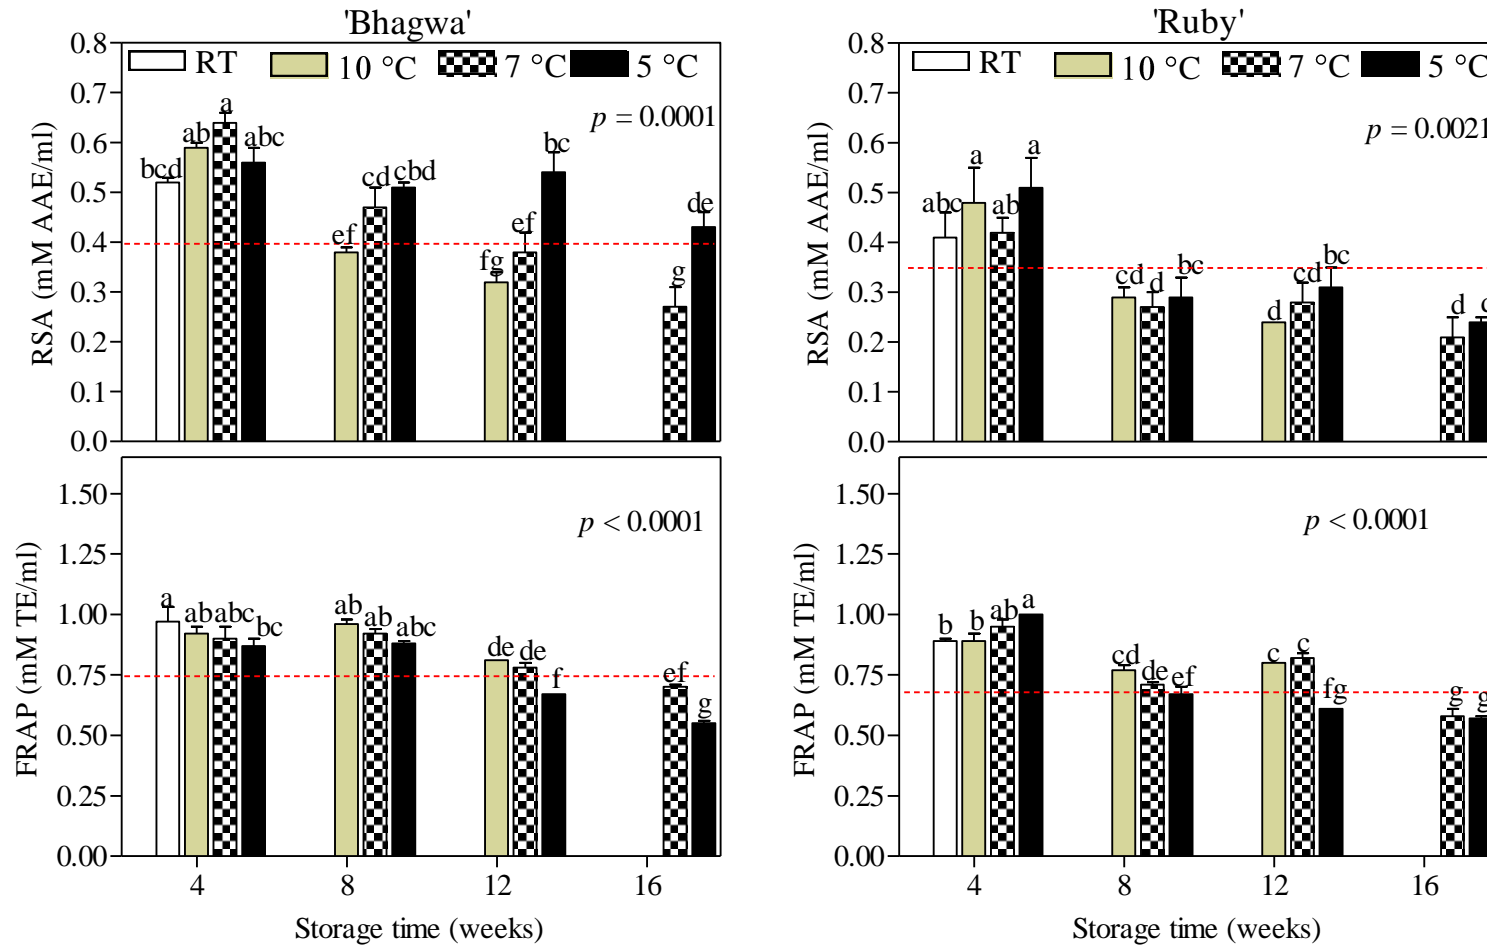 'Bhagwa'
0.8
RT 10 °C 7 °C 5 °C
0.7
p = 0.0001
0.6
0.5
0.4
0.3
0.2
0.1
0.0
RSA (mM AAE/ml)
bcd ab a abc
ef cd cbd
fg ef bc
g de
1.50
1.25
1.00
0.75
0.50
0.25
0.00
FRAP (mM TE/ml)
p < 0.0001
a ab abc bc
ab ab abc
de de f
ef g
4 8 12 16
Storage time (weeks)
'Ruby'
0.8
RT 10 °C 7 °C 5 °C
0.7
p = 0.0021
0.6
0.5
0.4
0.3
0.2
0.1
0.0
RSA (mM AAE/ml)
abc a ab a
cd d bc
d cd bc
d
1.50
1.25
1.00
0.75
0.50
0.25
0.00
FRAP (mM TE/ml)
p < 0.0001
b b ab a
cd de ef
c c fg
g g
4 8 12 16
Storage time (weeks)